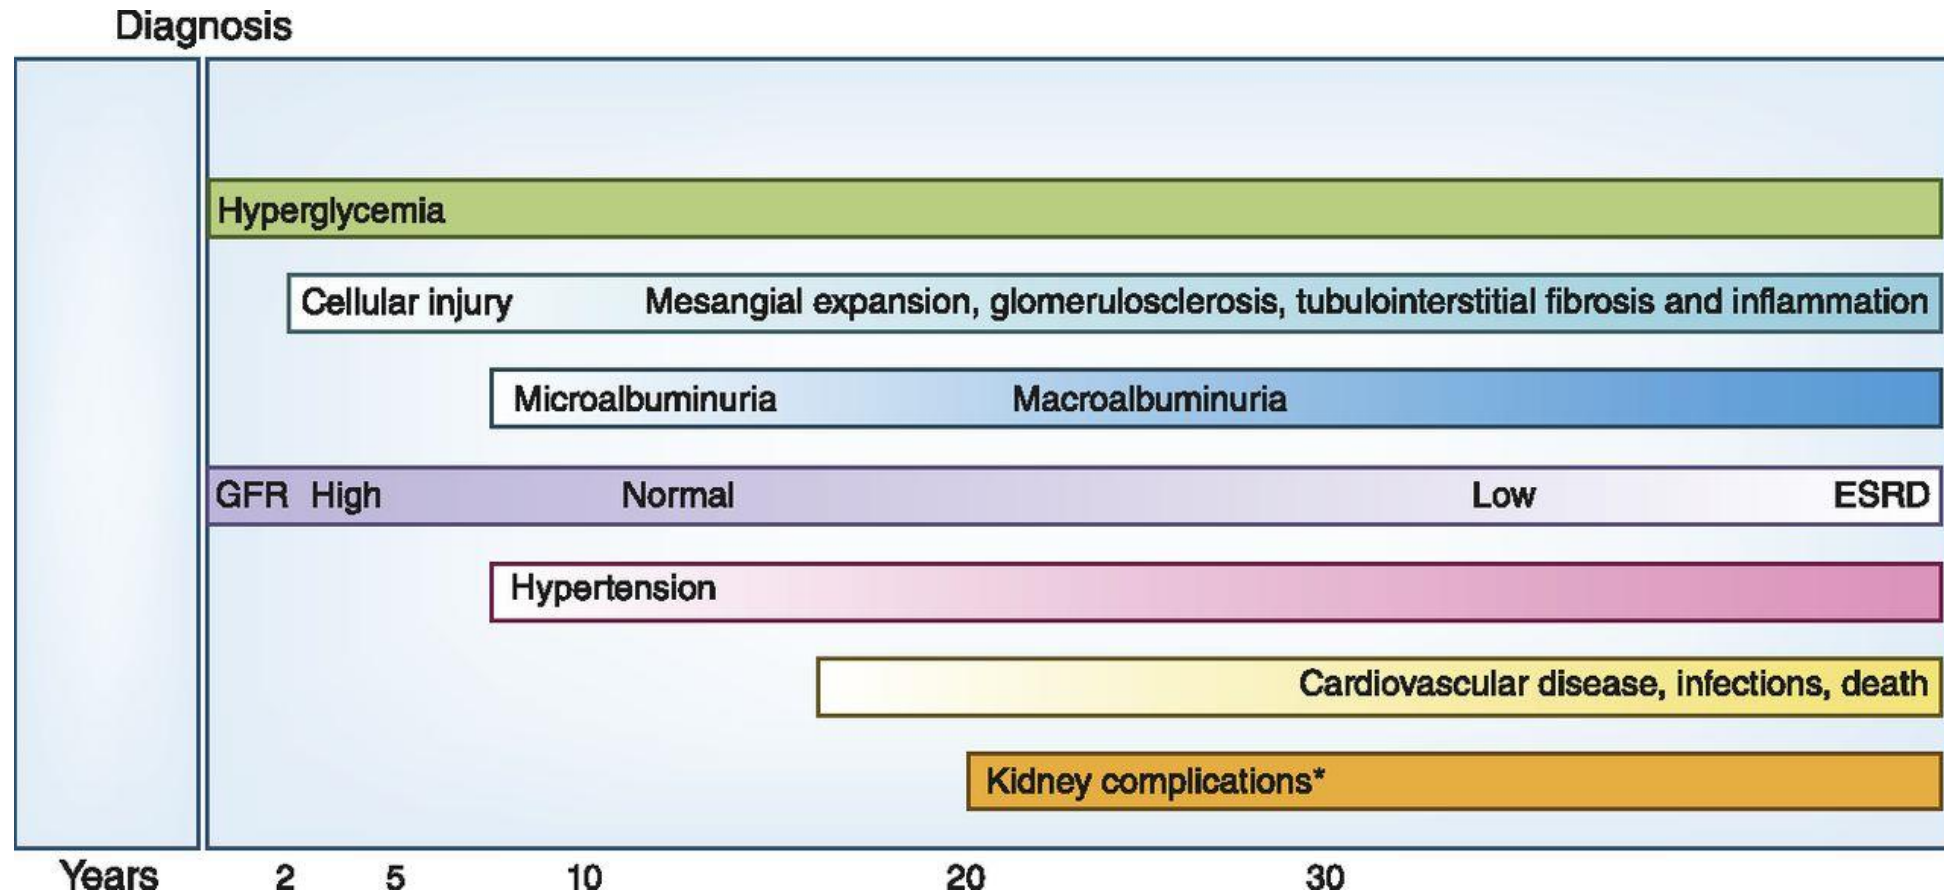 Diagnosis
Hyperglycemia
Cellular injury Mesangial expansion, glomerulosclerosis, tubulointerstitial fibrosis and inflammation
Microalbuminuria Macroalbuminuria
GFR High Normal Low ESRD
Hypertension
Cardiovascular disease, infections, death
Kidney complications*
Years 2 5 10 20 30